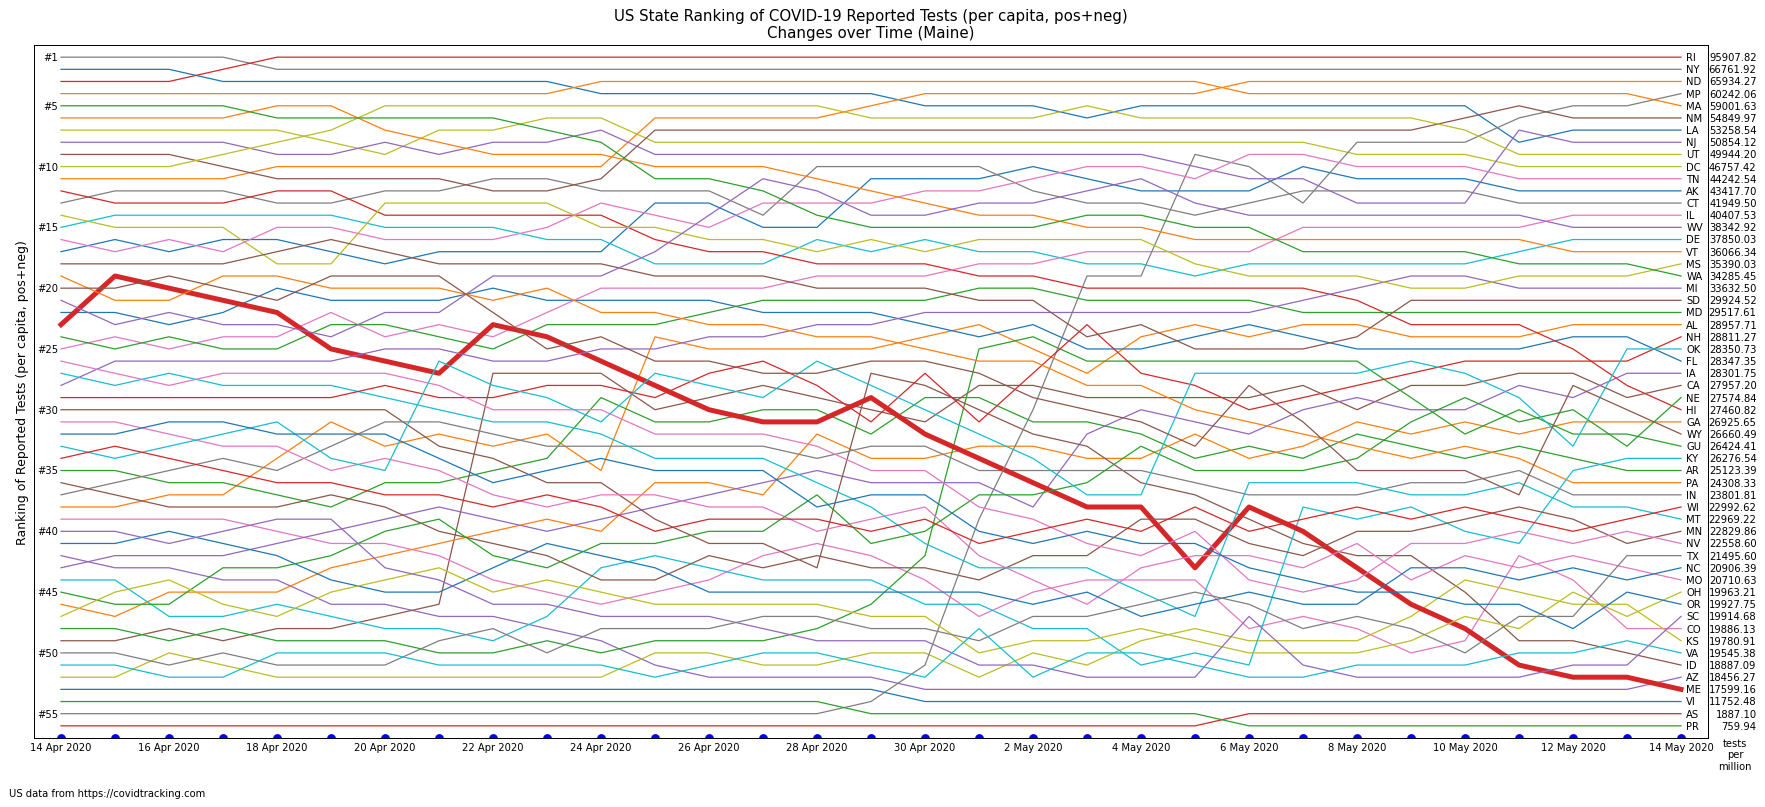 US State Ranking of COVID-19 Reported Tests (per capita, pos+neg)
Changes over Time (Maine)
Ranking of Reported Tests (per capita, pos+neg)
#1
#5
#10
#15
#20
#25
#30
#35
#40
#45
#50
#55
RI 95907.82
NY 66761.92
ND 65934.27
MP 60242.06
MA 59001.63
NM 54849.97
LA 53258.54
NJ 50854.12
UT 49944.20
DC 46757.42
TN 44242.54
AK 43417.70
CT 41949.50
IL 40407.53
WV 38342.92
DE 37850.03
VT 36066.34
MS 35390.03
WA 34285.45
MI 33632.50
SD 29924.52
MD 29517.61
AL 28957.71
NH 28811.27
OK 28350.73
FL 28347.35
IA 28301.75
CA 27957.20
NE 27574.84
HI 27460.82
GA 26925.65
WY 26660.49
GU 26424.41
KY 26276.54
AR 25123.39
PA 24308.33
IN 23801.81
WI 22992.62
MT 22969.22
MN 22829.86
NV 22558.60
TX 21495.60
NC 20906.39
MO 20710.63
OH 19963.21
OR 19927.75
SC 19914.68
CO 19886.13
KS 19780.91
VA 19545.38
ID 18887.09
AZ 18456.27
ME 17599.16
VI 11752.48
AS 1887.10
PR 759.94
14 Apr 2020 16 Apr 2020 18 Apr 2020 20 Apr 2020 22 Apr 2020 24 Apr 2020 26 Apr 2020 28 Apr 2020 30 Apr 2020 2 May 2020 4 May 2020 6 May 2020 8 May 2020 10 May 2020 12 May 2020 14 May 2020
tests
per
million
US data from https://covidtracking.com